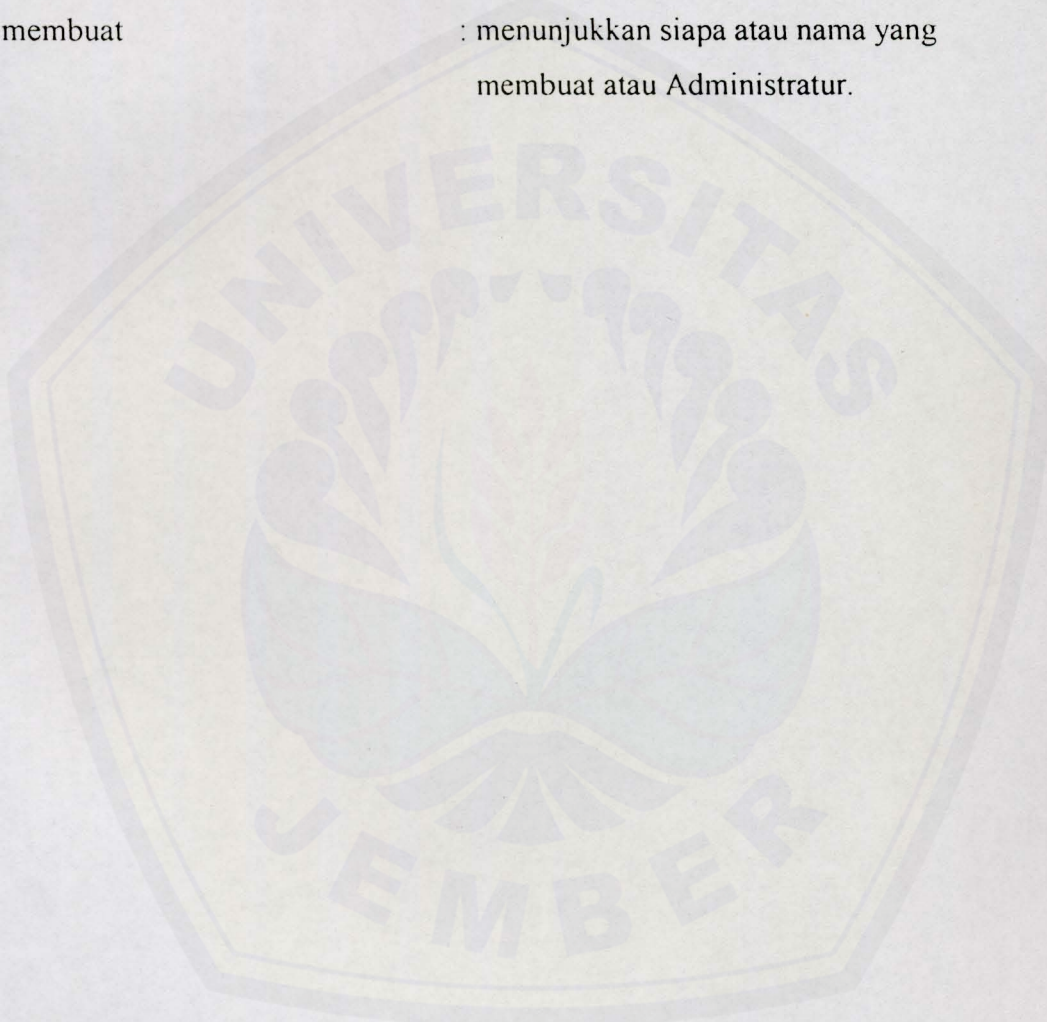 membuat : menunjukkan siapa atau nama yang
membuat atau Administratur.
UNIVERSITAS
JEMBER